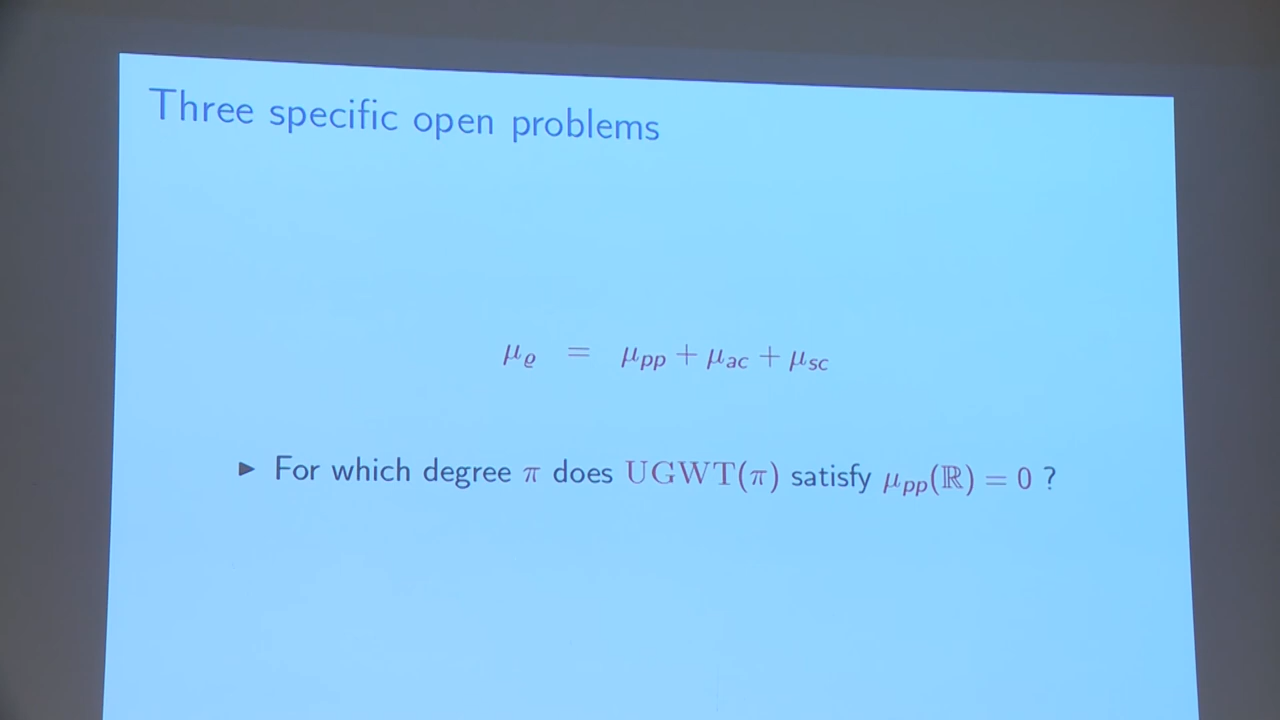 Three specific open problems
μ_ϱ = μ_pp + μ_ac + μ_sc
▶ For which degree π does UGWT(π) satisfy μ_pp(ℝ) = 0 ?